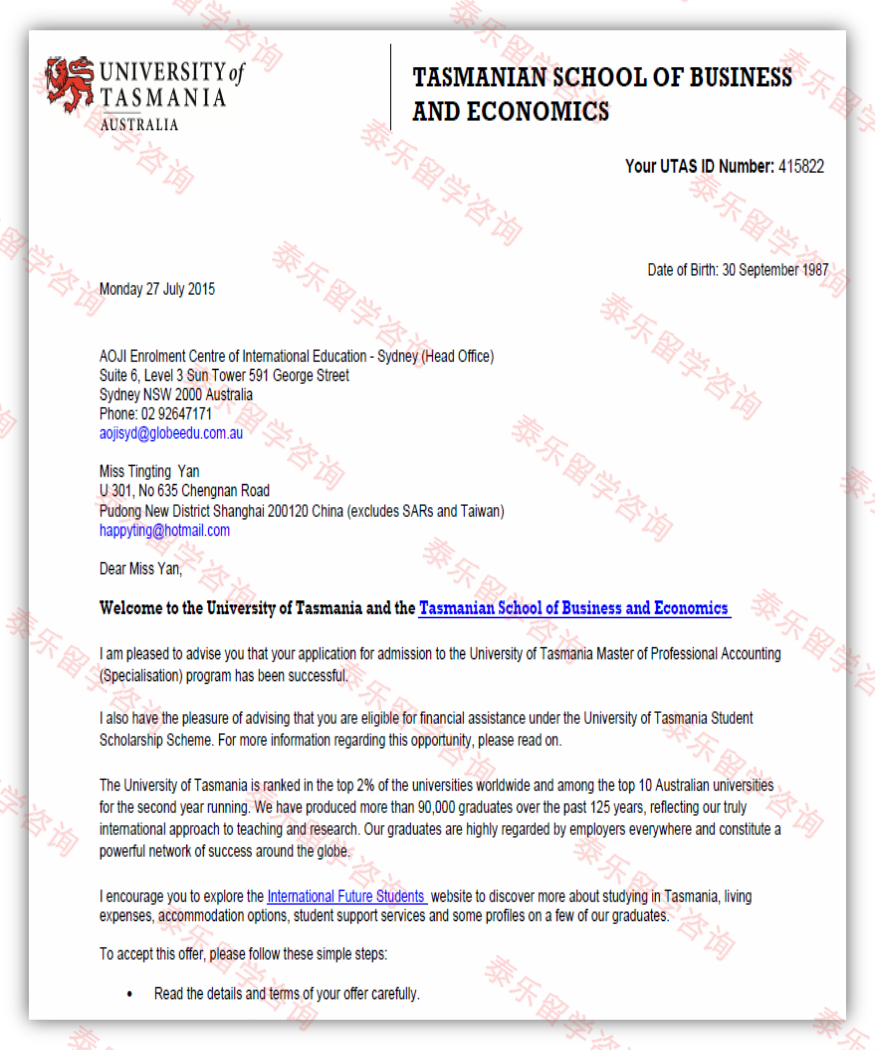 UNIVERSITY of
TASMANIA
AUSTRALIA
TASMANIAN SCHOOL OF BUSINESS
AND ECONOMICS
Your UTAS ID Number: 415822
Date of Birth: 30 September 1987
Monday 27 July 2015
AOJI Enrolment Centre of International Education - Sydney (Head Office)
Suite 6, Level 3 Sun Tower 591 George Street
Sydney NSW 2000 Australia
Phone: 02 92647171
aojisyd@globeedu.com.au
Miss Tingting Yan
U 301, No 635 Chengnan Road
Pudong New District Shanghai 200120 China (excludes SARs and Taiwan)
happyting@hotmail.com
Dear Miss Yan,
Welcome to the University of Tasmania and the Tasmanian School of Business and Economics
I am pleased to advise you that your application for admission to the University of Tasmania Master of Professional Accounting
(Specialisation) program has been successful.
I also have the pleasure of advising that you are eligible for financial assistance under the University of Tasmania Student
Scholarship Scheme. For more information regarding this opportunity, please read on.
The University of Tasmania is ranked in the top 2% of the universities worldwide and among the top 10 Australian universities
for the second year running. We have produced more than 90,000 graduates over the past 125 years, reflecting our truly
international approach to teaching and research. Our graduates are highly regarded by employers everywhere and constitute a
powerful network of success around the globe.
I encourage you to explore the International Future Students website to discover more about studying in Tasmania, living
expenses, accommodation options, student support services and some profiles on a few of our graduates.
To accept this offer, please follow these simple steps:
• Read the details and terms of your offer carefully.
泰乐留学咨询